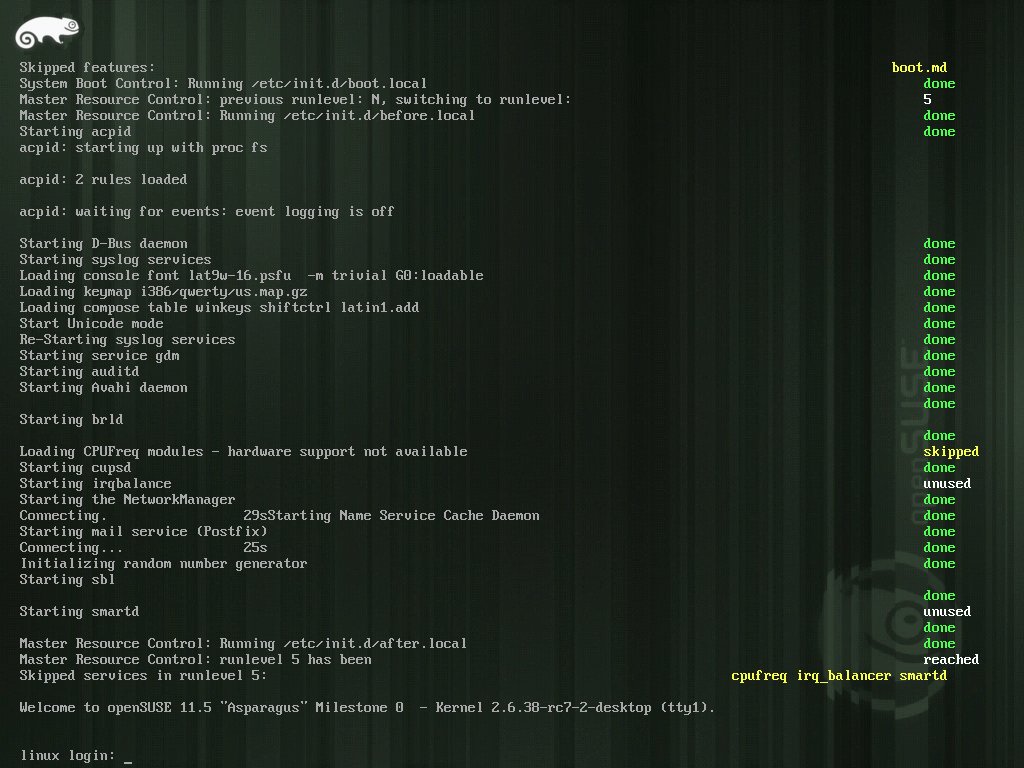 Skipped features: boot.md
System Boot Control: Running /etc/init.d/boot.local done
Master Resource Control: previous runlevel: N, switching to runlevel: 5
Master Resource Control: Running /etc/init.d/before.local done
Starting acpid done
acpid: starting up with proc fs
acpid: 2 rules loaded
acpid: waiting for events: event logging is off
Starting D-Bus daemon done
Starting syslog services done
Loading console font lat9w-16.psfu  -m trivial G0:loadable done
Loading keymap i386/qwerty/us.map.gz done
Loading compose table winkeys shiftctrl latin1.add done
Start Unicode mode done
Re-Starting syslog services done
Starting service gdm done
Starting auditd done
Starting Avahi daemon done
done
Starting brld
done
Loading CPUFreq modules - hardware support not available skipped
Starting cupsd done
Starting irqbalance unused
Starting the NetworkManager done
Connecting. 29sStarting Name Service Cache Daemon done
Starting mail service (Postfix) done
Connecting... 25s done
Initializing random number generator done
Starting sbl
done
Starting smartd unused
done
Master Resource Control: Running /etc/init.d/after.local done
Master Resource Control: runlevel 5 has been reached
Skipped services in runlevel 5: cpufreq irq_balancer smartd
Welcome to openSUSE 11.5 "Asparagus" Milestone 0  - Kernel 2.6.38-rc7-2-desktop (tty1).
linux login: _
openSUSE